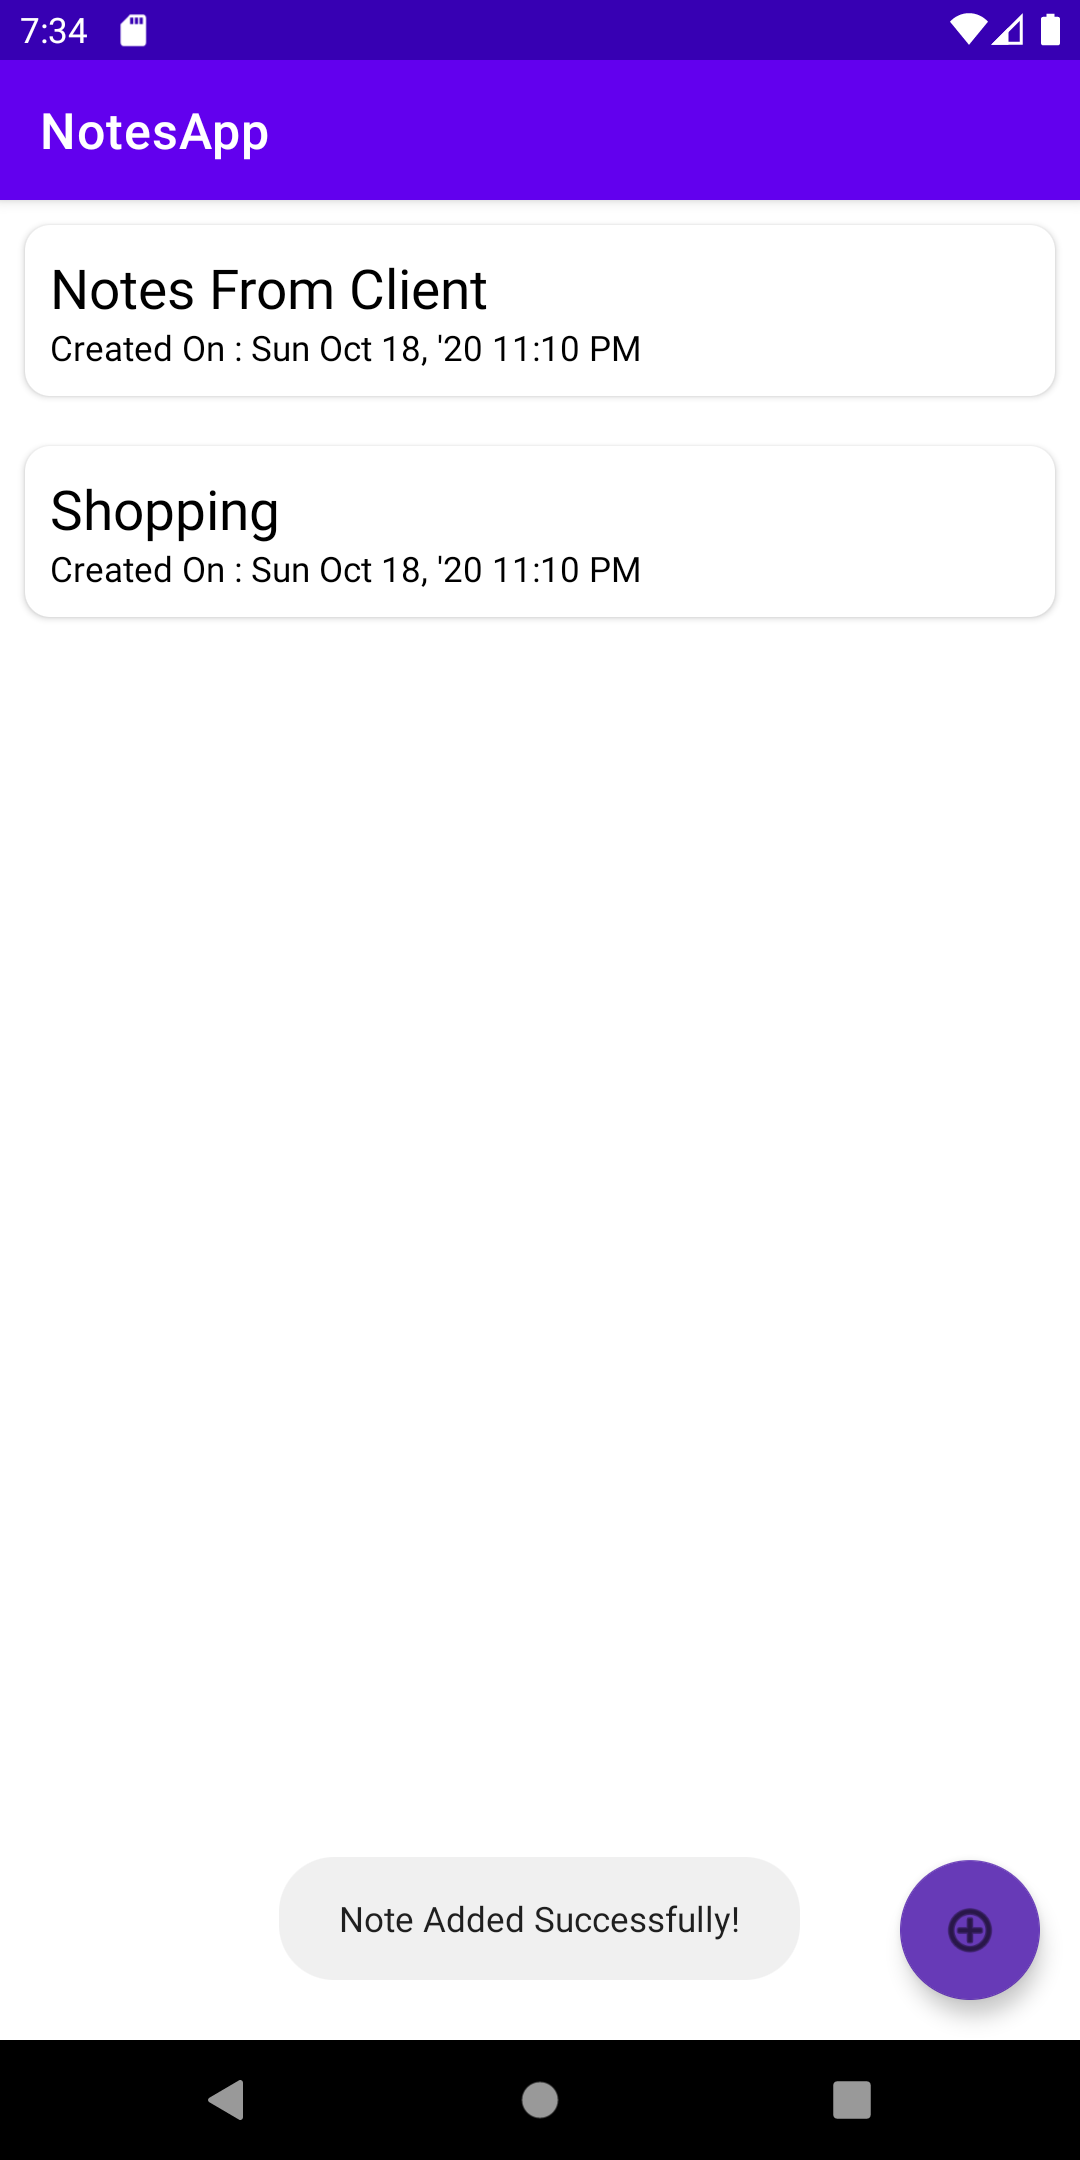 7:34
NotesApp
Notes From Client
Created On : Sun Oct 18, '20 11:10 PM
Shopping
Created On : Sun Oct 18, '20 11:10 PM
Note Added Successfully!